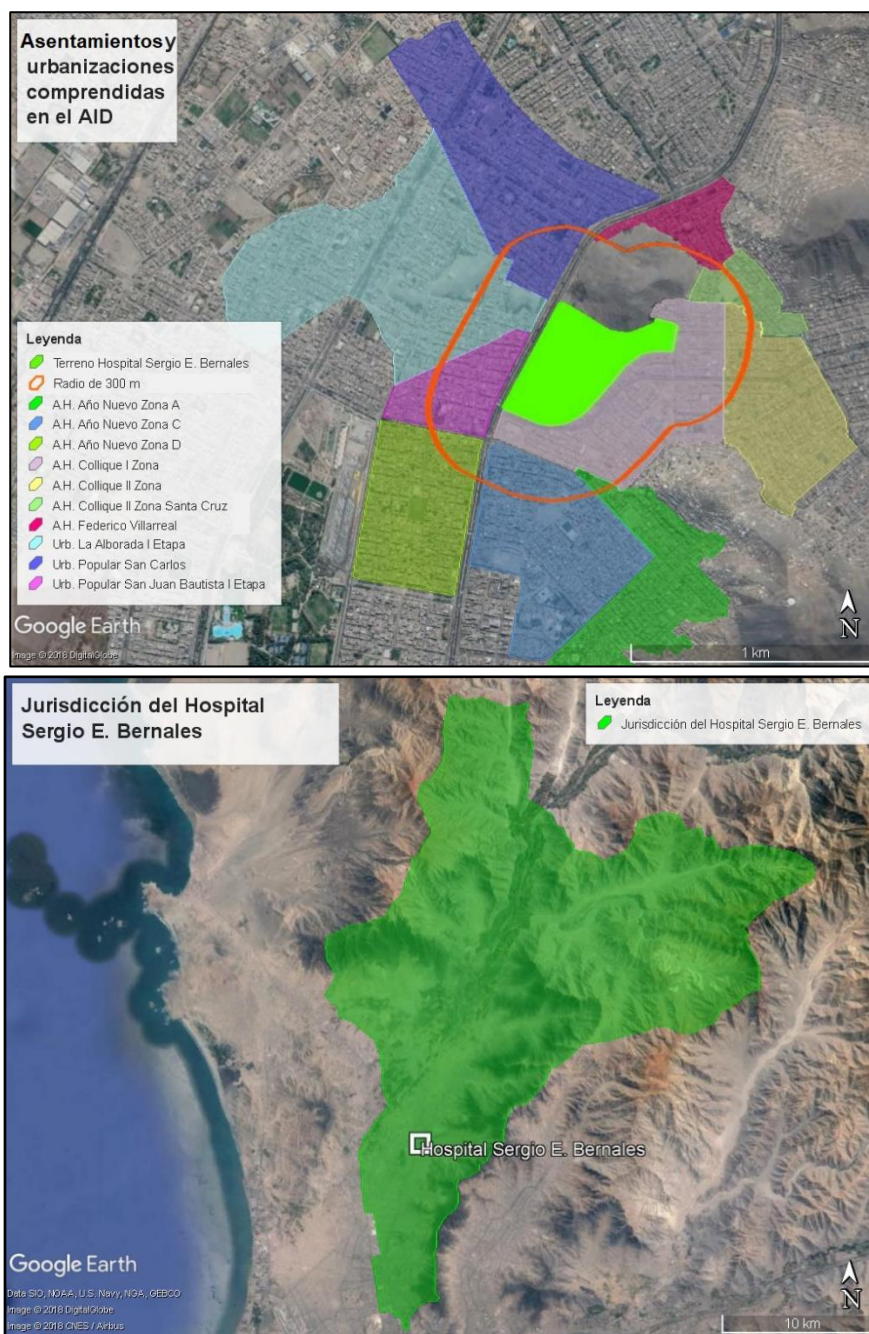 Asentamientos y
urbanizaciones
comprendidas
en el AID
Leyenda
Terreno Hospital Sergio E. Bernales
Radio de 300 m
A.H. Año Nuevo Zona A
A.H. Año Nuevo Zona C
A.H. Año Nuevo Zona D
A.H. Collique I Zona
A.H. Collique II Zona
A.H. Collique II Zona Santa Cruz
A.H. Federico Villarreal
Urb. La Alborada I Etapa
Urb. Popular San Carlos
Urb. Popular San Juan Bautista I Etapa
Google Earth
Image © 2018 DigitalGlobe
N
1 km
Jurisdicción del Hospital
Sergio E. Bernales
Leyenda
Jurisdicción del Hospital Sergio E. Bernales
Hospital Sergio E. Bernales
Google Earth
Data SIO, NOAA, U.S. Navy, NGA, GEBCO
Image © 2018 DigitalGlobe
Image © 2018 CNES / Airbus
N
10 km